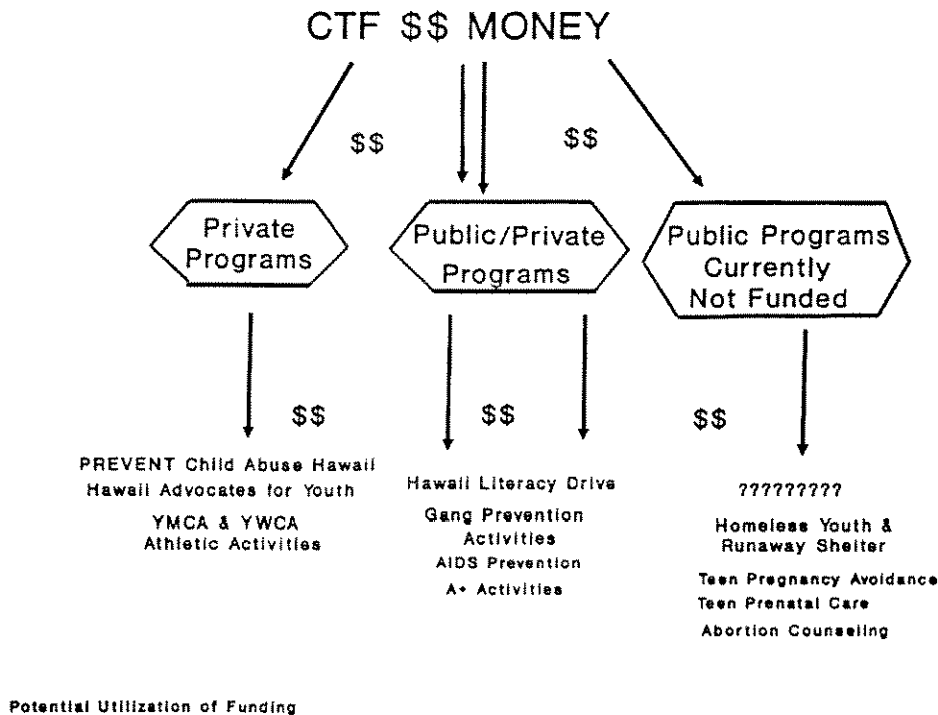 CTF $$ MONEY
$$
$$
Private
Programs
Public/Private
Programs
Public Programs
Currently
Not Funded
$$
$$
$$
PREVENT Child Abuse Hawaii
Hawaii Advocates for Youth
YMCA & YWCA
Athletic Activities
Hawaii Literacy Drive
Gang Prevention
Activities
AIDS Prevention
A+ Activities
?????????
Homeless Youth &
Runaway Shelter
Teen Pregnancy Avoidance
Teen Prenatal Care
Abortion Counseling
Potential Utilization of Funding